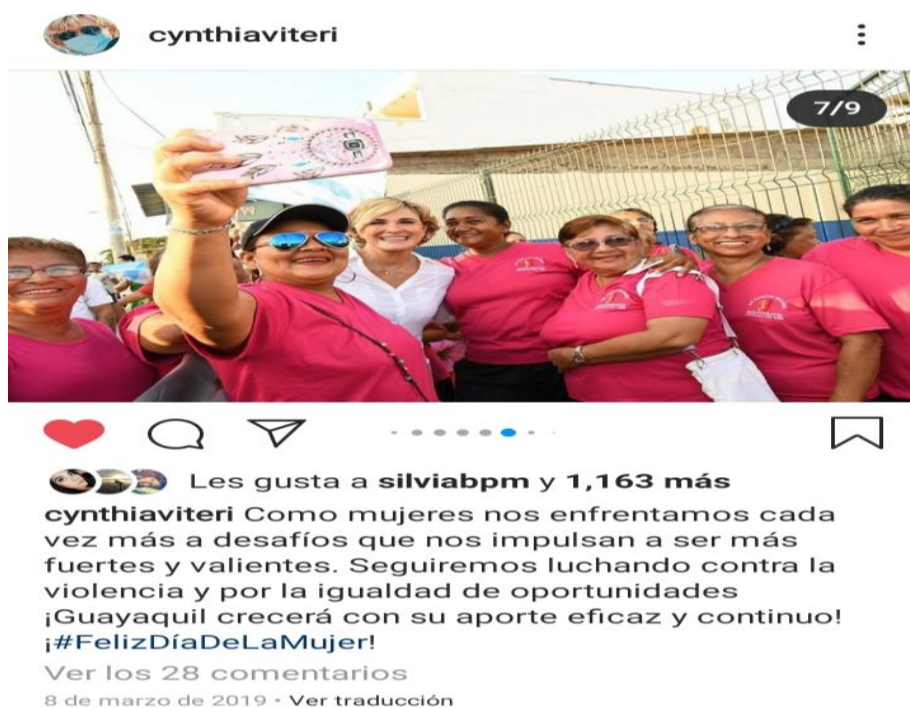 cynthiaviteri
7/9
Les gusta a silviabpm y 1,163 más
cynthiaviteri Como mujeres nos enfrentamos cada
vez más a desafíos que nos impulsan a ser más
fuertes y valientes. Seguiremos luchando contra la
violencia y por la igualdad de oportunidades
¡Guayaquil crecerá con su aporte eficaz y continuo!
¡#FelizDíaDeLaMujer!
Ver los 28 comentarios
8 de marzo de 2019 • Ver traducción